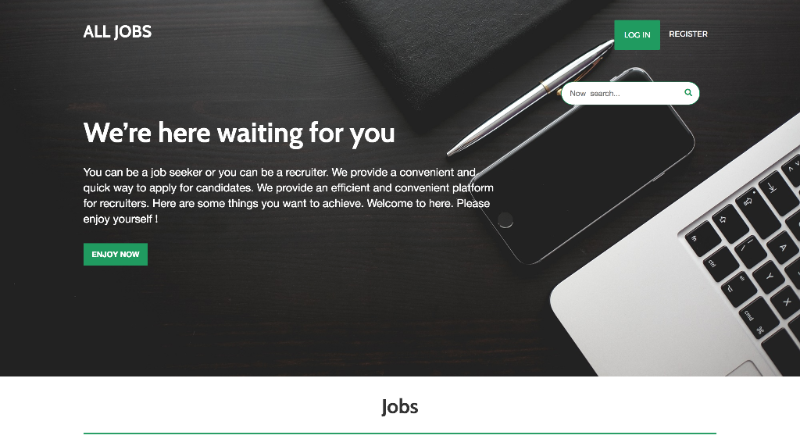 ALL JOBS
LOG IN
REGISTER
Now search...
We're here waiting for you
You can be a job seeker or you can be a recruiter. We provide a convenient and
quick way to apply for candidates. We provide an efficient and convenient platform
for recruiters. Here are some things you want to achieve. Welcome to here. Please
enjoy yourself !
ENJOY NOW
Jobs